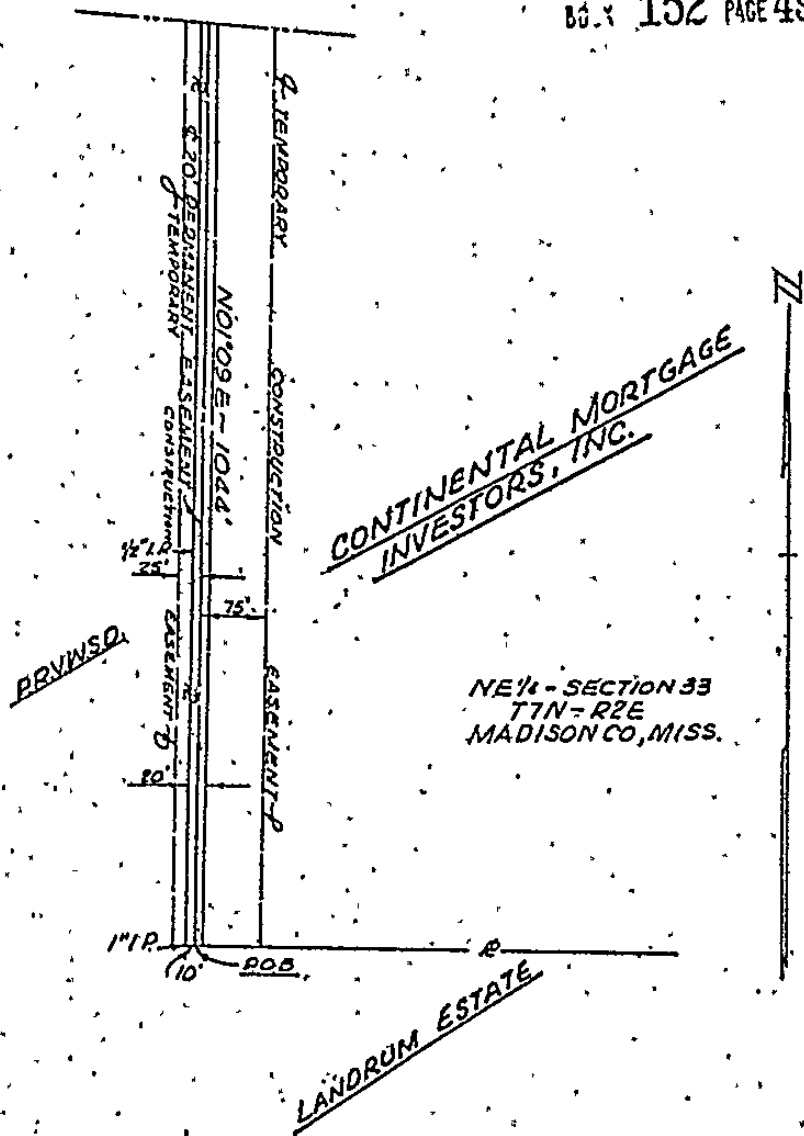 152 PAGE
TEMPORARY
CONSTRUCTION
EASEMENT
℄ 20' PERMANENT EASEMENT
TEMPORARY
CONSTRUCTION
EASEMENT
N01°09'E-1044'
CONTINENTAL MORTGAGE
INVESTORS, INC.
1/2" I.P.
25'
75'
PRVWSD
NE1/4 - SECTION 33
T7N - R2E
MADISON CO, MISS.
20'
1" I.P.
10'
P.O.B.
LANDRUM ESTATE